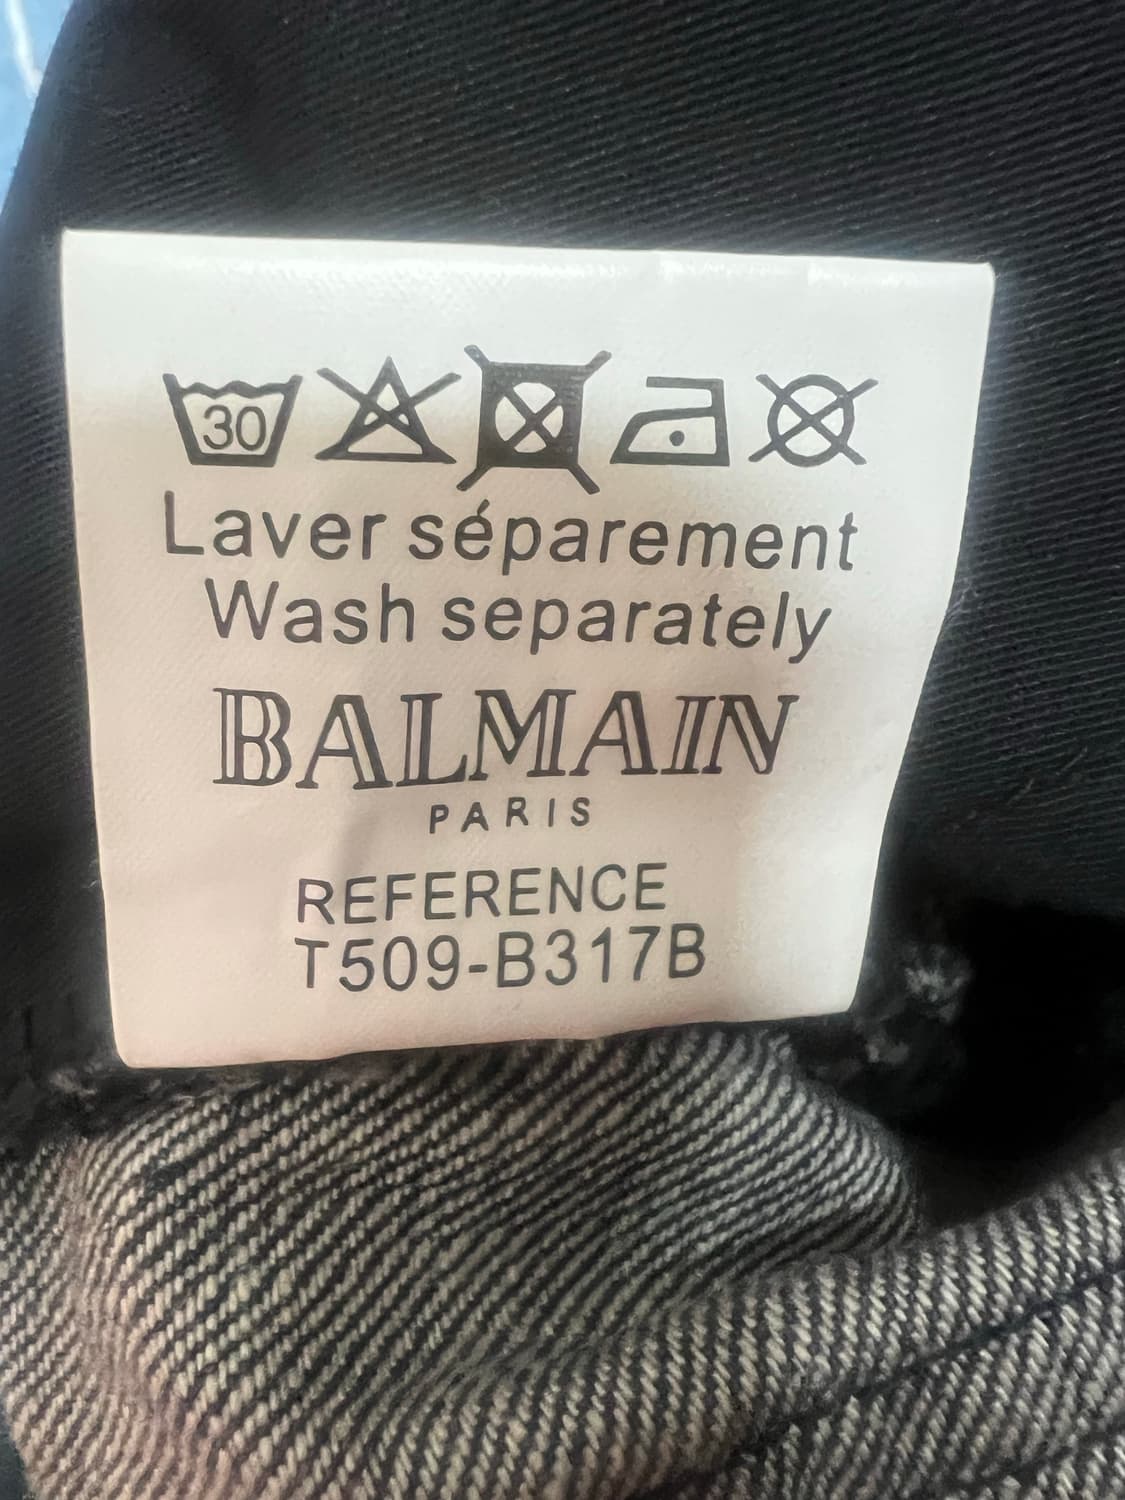 30
Laver séparement
Wash separately
BALMAIN
PARIS
REFERENCE
T509-B317B